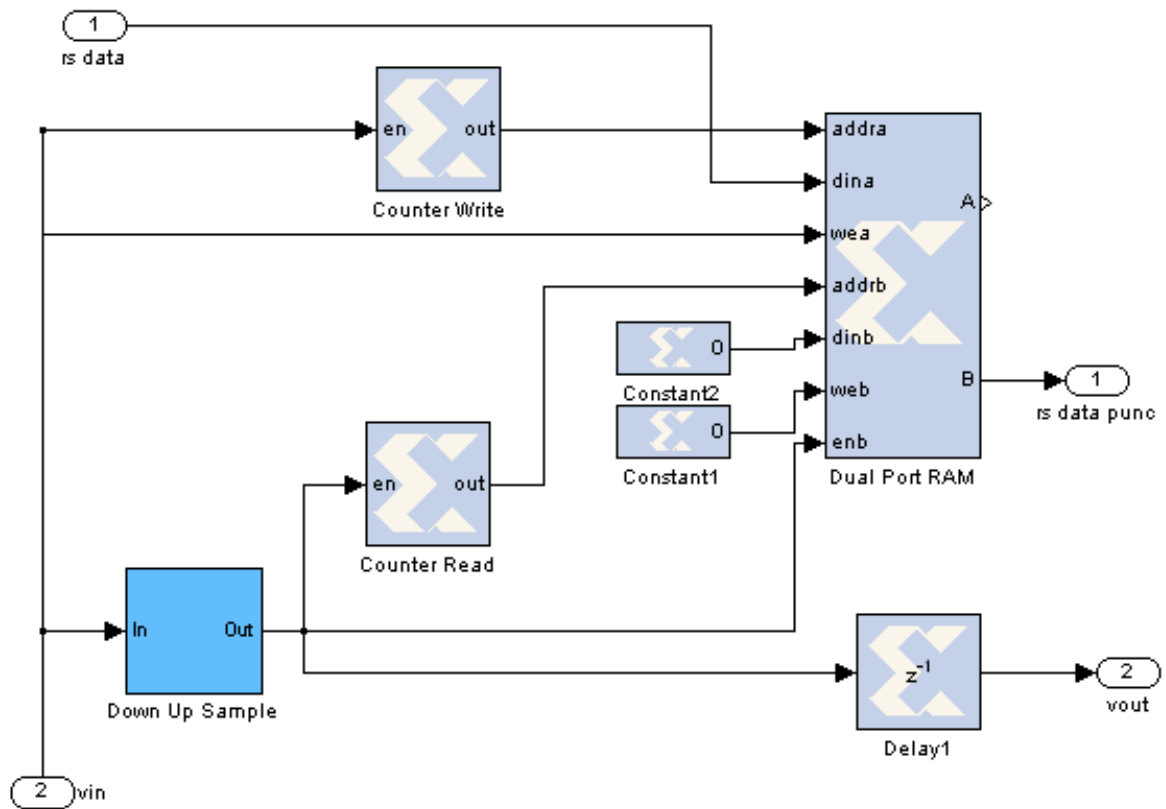 1
rs data
en out
Counter Write
addra
dina
wea
addrb
dinb
web
enb
A
B
Dual Port RAM
0
Constant2
0
Constant1
1
rs data punc
en out
Counter Read
In Out
Down Up Sample
z-1
Delay1
2
vout
2 vin